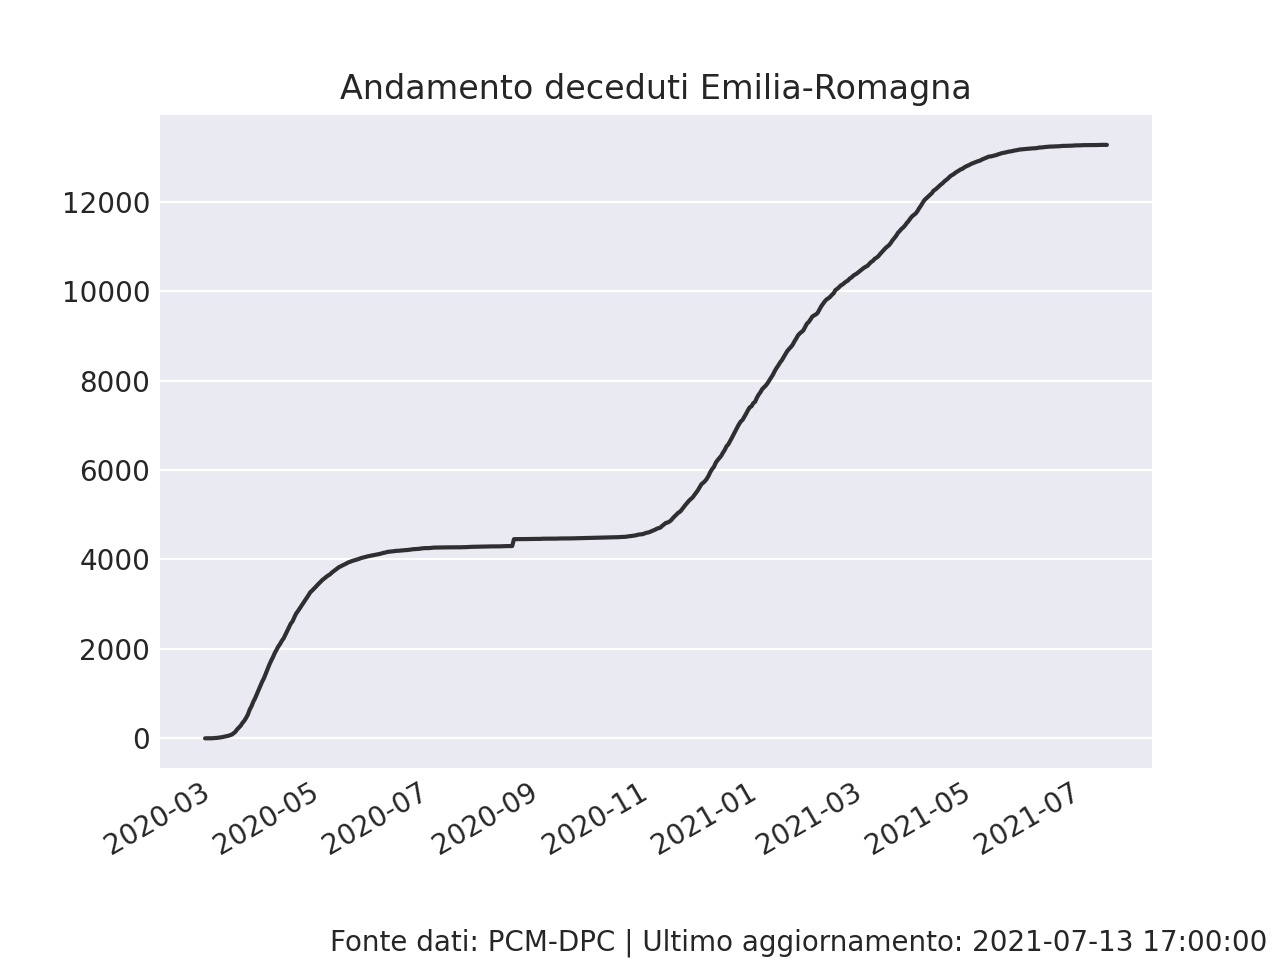 Andamento deceduti Emilia-Romagna
12000
10000
8000
6000
4000
2000
0
2020-03 2020-05 2020-07 2020-09 2020-11 2021-01 2021-03 2021-05 2021-07
Fonte dati: PCM-DPC | Ultimo aggiornamento: 2021-07-13 17:00:00